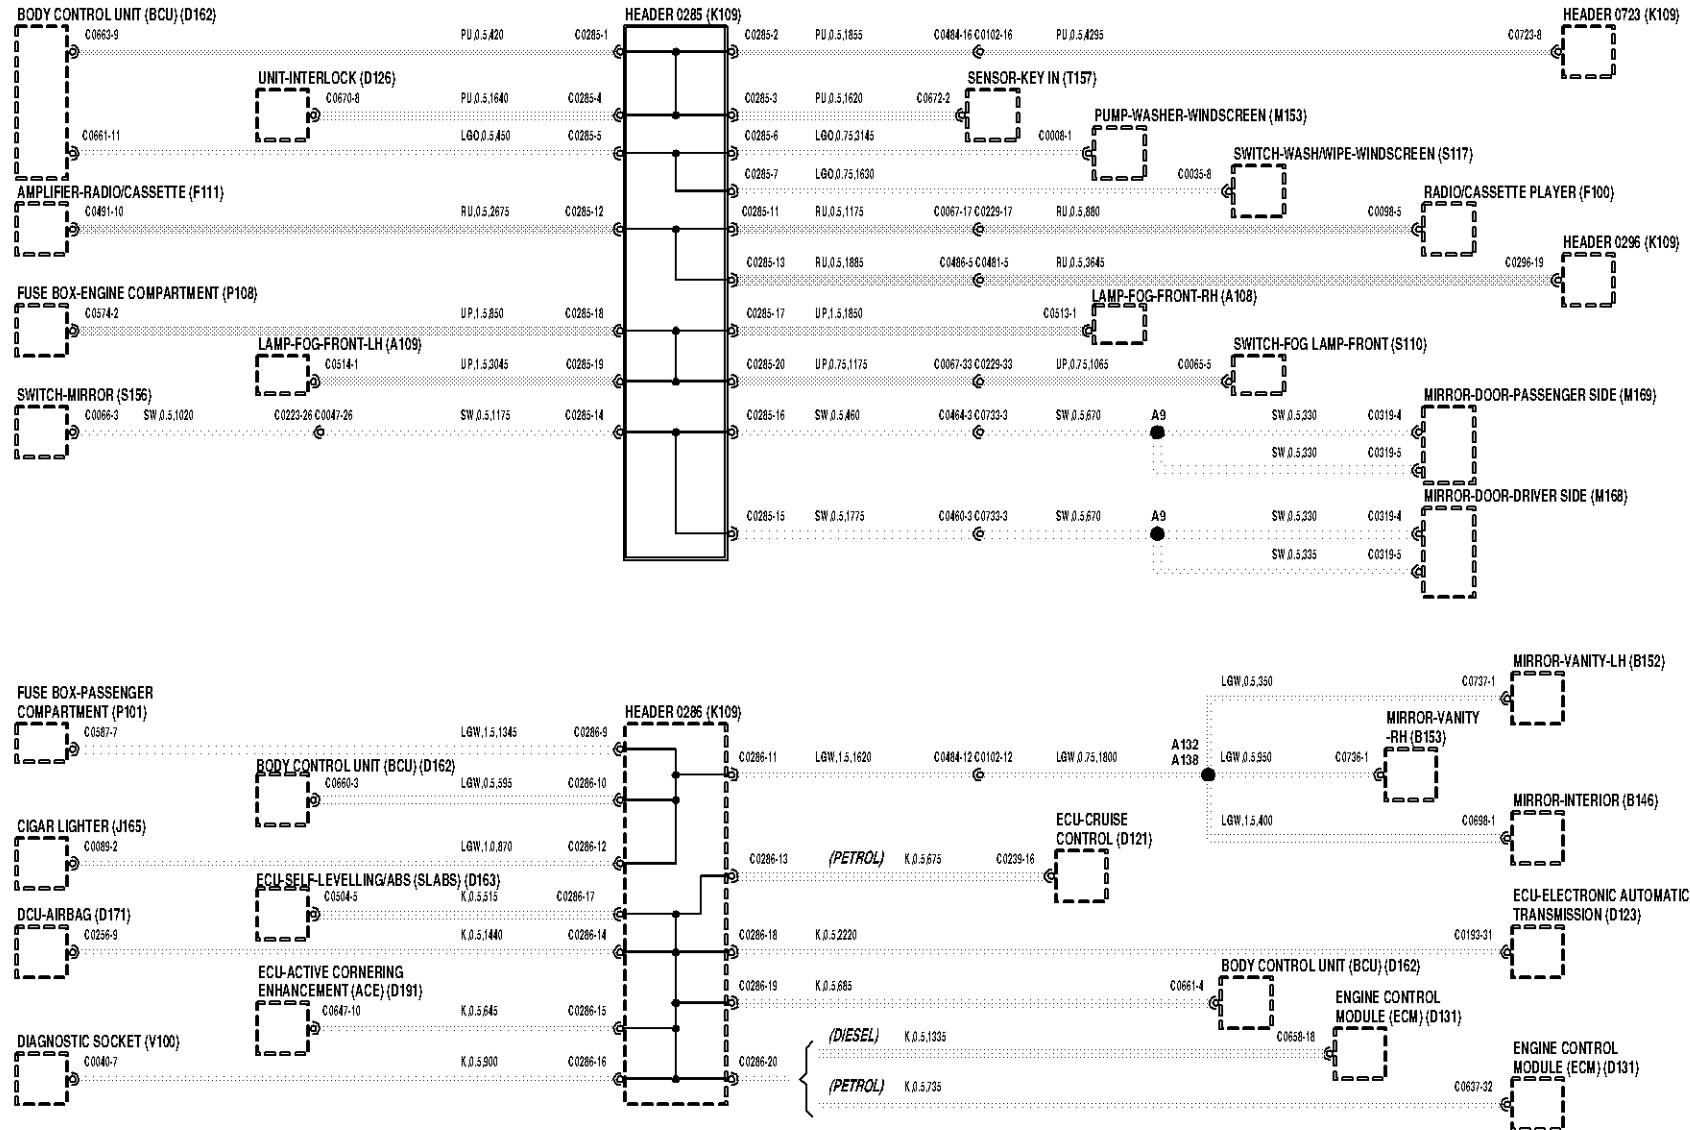 BODY CONTROL UNIT (BCU) (D162) HEADER 0285 (K109) HEADER 0723 (K109)
C0663-9 PU,0.5,420 C0285-1 C0285-2 PU,0.5,1855 C0484-16 C0102-16 PU,0.5,4295 C0723-8
UNIT-INTERLOCK (D126) SENSOR-KEY IN (T157)
C0670-8 PU,0.5,1640 C0285-4 C0285-3 PU,0.5,1620 C0672-2
PUMP-WASHER-WINDSCREEN (M153)
C0661-11 LGO,0.5,450 C0285-5 C0285-6 LGO,0.75,3145 C0008-1
SWITCH-WASH/WIPE-WINDSCREEN (S117)
C0285-7 LGO,0.75,1630 C0035-8
AMPLIFIER-RADIO/CASSETTE (F111) RADIO/CASSETTE PLAYER (F100)
C0491-10 RU,0.5,2675 C0285-12 C0285-11 RU,0.5,1175 C0067-17 C0229-17 RU,0.5,880 C0098-5
HEADER 0296 (K109)
C0285-13 RU,0.5,1885 C0486-5 C0481-5 RU,0.5,3645 C0296-19
FUSE BOX-ENGINE COMPARTMENT (P108) LAMP-FOG-FRONT-RH (A108)
C0574-2 UP,1.5,850 C0285-18 C0285-17 UP,1.5,1850 C0513-1
LAMP-FOG-FRONT-LH (A109) SWITCH-FOG LAMP-FRONT (S110)
C0514-1 UP,1.5,3045 C0285-19 C0285-20 UP,0.75,1175 C0067-33 C0229-33 UP,0.75,1065 C0065-5
SWITCH-MIRROR (S156) MIRROR-DOOR-PASSENGER SIDE (M169)
C0066-3 SW,0.5,1020 C0223-26 C0047-26 SW,0.5,1175 C0285-14 C0285-16 SW,0.5,460 C0464-3 C0733-3 SW,0.5,670 A9 SW,0.5,330 C0319-4
SW,0.5,330 C0319-5
MIRROR-DOOR-DRIVER SIDE (M168)
C0285-15 SW,0.5,1775 C0460-3 C0733-3 SW,0.5,670 A9 SW,0.5,330 C0319-4
SW,0.5,335 C0319-5
MIRROR-VANITY-LH (B152)
LGW,0.5,350 C0737-1
FUSE BOX-PASSENGER
COMPARTMENT (P101) HEADER 0286 (K109) MIRROR-VANITY
-RH (B153)
C0587-7 LGW,1.5,1345 C0286-9
C0286-11 LGW,1.5,1620 C0484-12 C0102-12 LGW,0.75,1800 A132
A138 LGW,0.5,950 C0736-1
BODY CONTROL UNIT (BCU) (D162)
C0660-3 LGW,0.5,595 C0286-10
MIRROR-INTERIOR (B146)
LGW,1.5,400 C0698-1
CIGAR LIGHTER (J165) ECU-CRUISE
CONTROL (D121)
C0089-2 LGW,1.0,870 C0286-12
C0286-13 (PETROL) K,0.5,675 C0239-16
ECU-SELF-LEVELLING/ABS (SLABS) (D163)
C0504-5 K,0.5,515 C0286-17
ECU-ELECTRONIC AUTOMATIC
TRANSMISSION (D123)
DCU-AIRBAG (D171)
C0256-9 K,0.5,1440 C0286-14 C0286-18 K,0.5,2220 C0193-31
ECU-ACTIVE CORNERING
ENHANCEMENT (ACE) (D191) BODY CONTROL UNIT (BCU) (D162)
C0286-19 K,0.5,685 C0661-4
C0647-10 K,0.5,645 C0286-15
ENGINE CONTROL
MODULE (ECM) (D131)
(DIESEL) K,0.5,1335 C0658-18
DIAGNOSTIC SOCKET (V100) ENGINE CONTROL
MODULE (ECM) (D131)
C0040-7 K,0.5,900 C0286-16 C0286-20
(PETROL) K,0.5,735 C0637-32